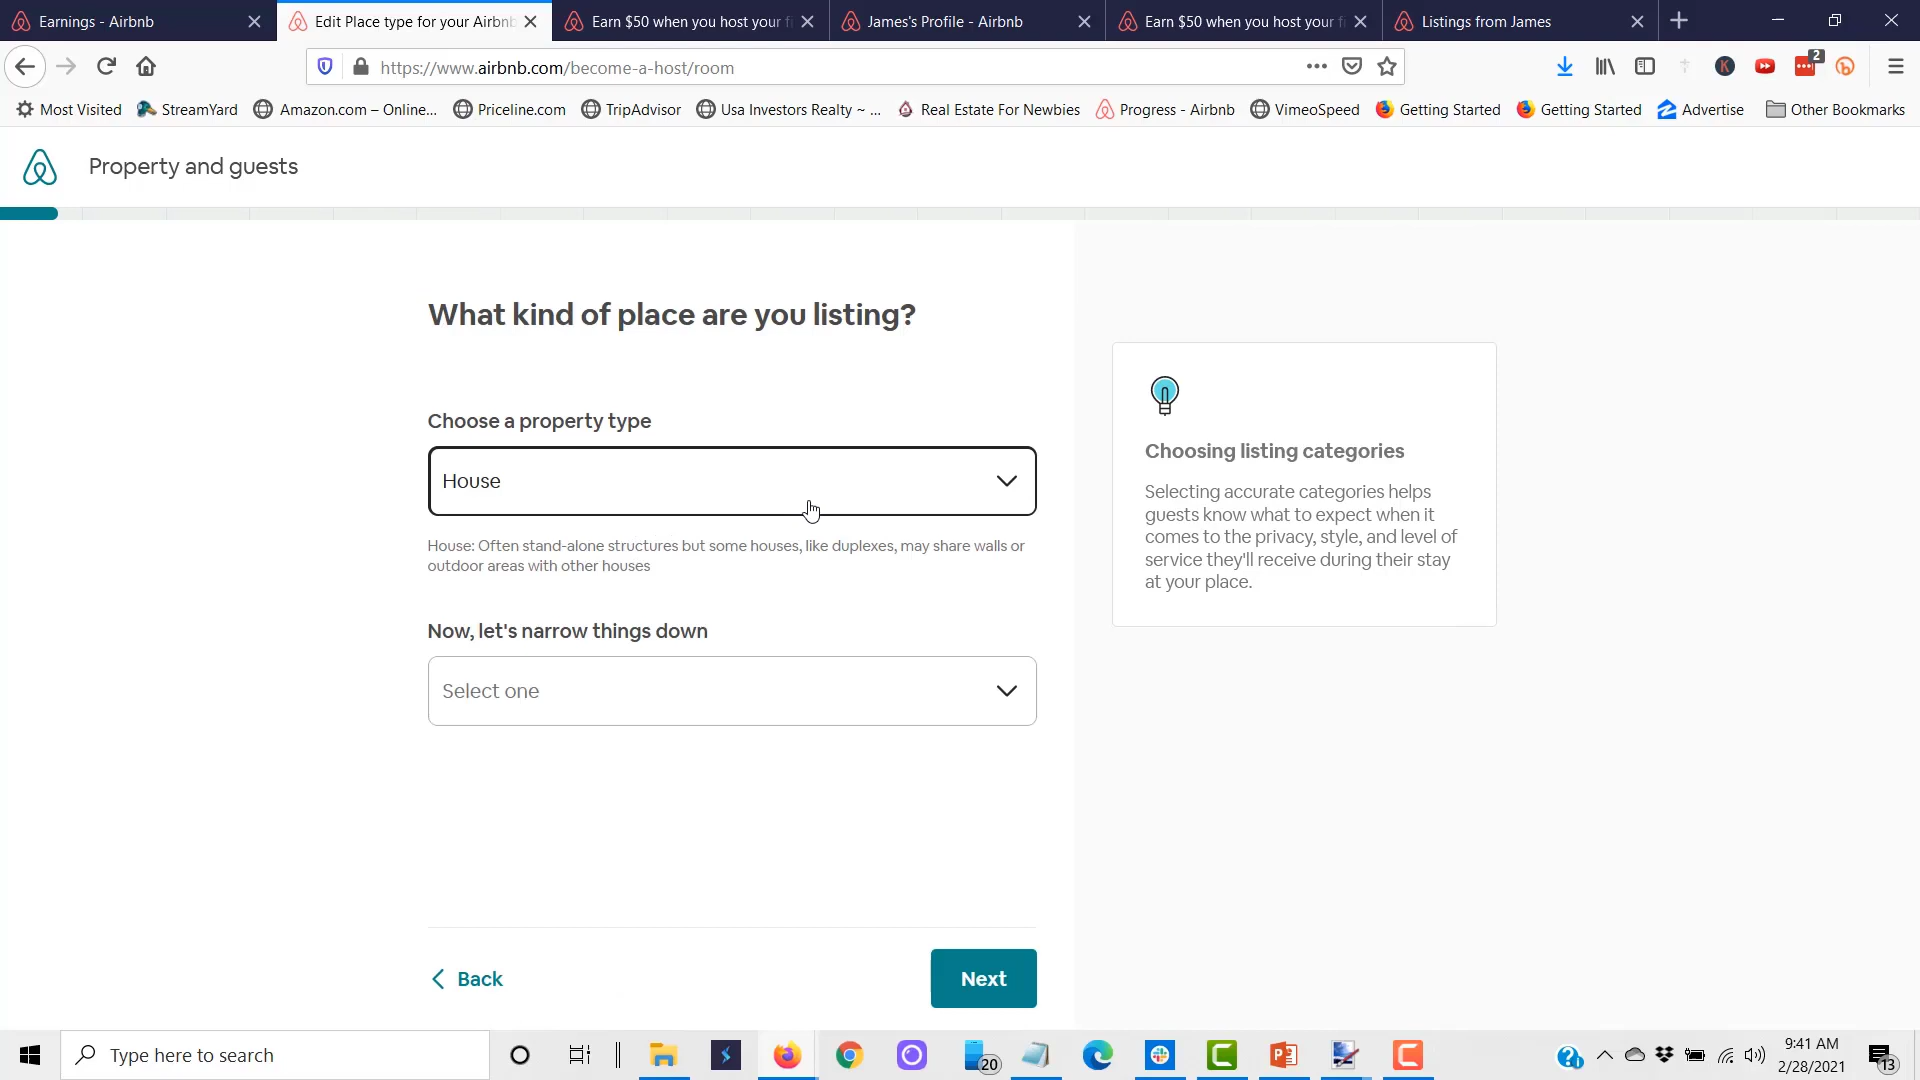 Earnings - Airbnb
Edit Place type for your Airbnb
Earn $50 when you host your f
James's Profile - Airbnb
Earn $50 when you host your f
Listings from James
https://www.airbnb.com/become-a-host/room
2
Most Visited
StreamYard
Amazon.com – Online...
Priceline.com
TripAdvisor
Usa Investors Realty ~ ...
Real Estate For Newbies
Progress - Airbnb
VimeoSpeed
Getting Started
Getting Started
Advertise
Other Bookmarks
Property and guests
What kind of place are you listing?
Choose a property type
House
House: Often stand-alone structures but some houses, like duplexes, may share walls or
outdoor areas with other houses
Now, let's narrow things down
Select one
Choosing listing categories
Selecting accurate categories helps
guests know what to expect when it
comes to the privacy, style, and level of
service they'll receive during their stay
at your place.
Back
Next
Type here to search
20
9:41 AM
2/28/2021
13